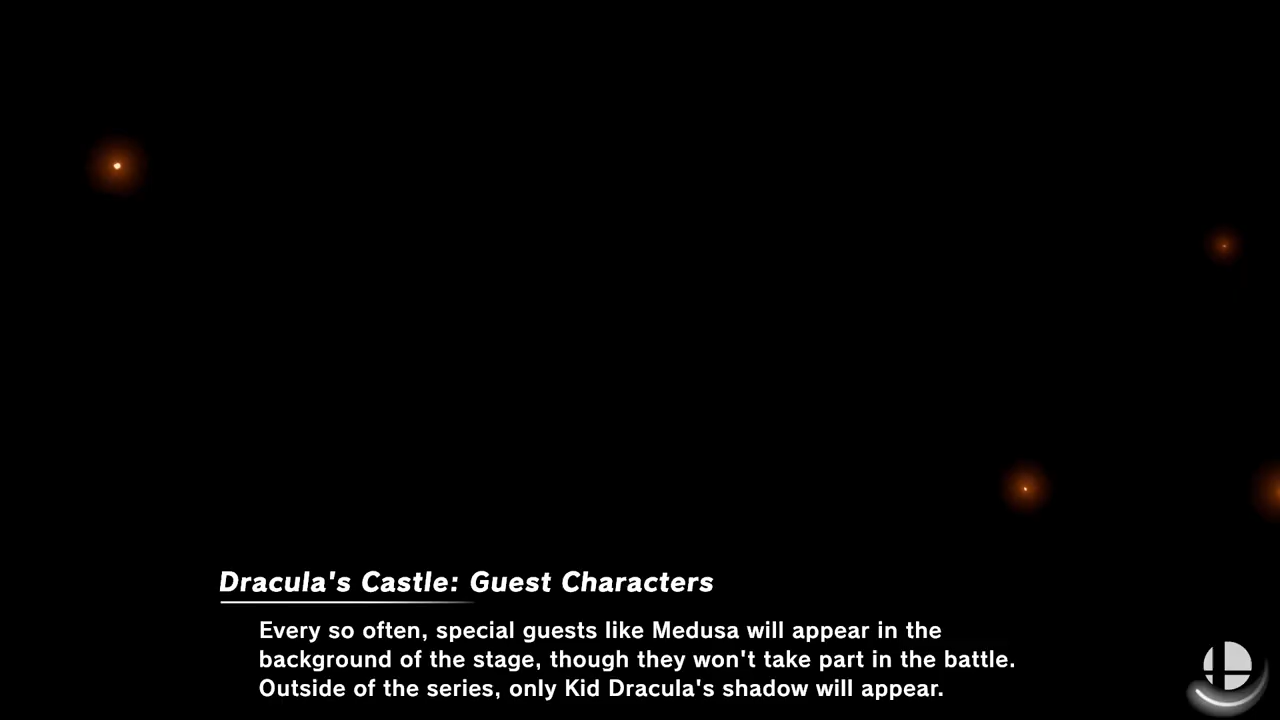 Dracula's Castle: Guest Characters
Every so often, special guests like Medusa will appear in the
background of the stage, though they won't take part in the battle.
Outside of the series, only Kid Dracula's shadow will appear.